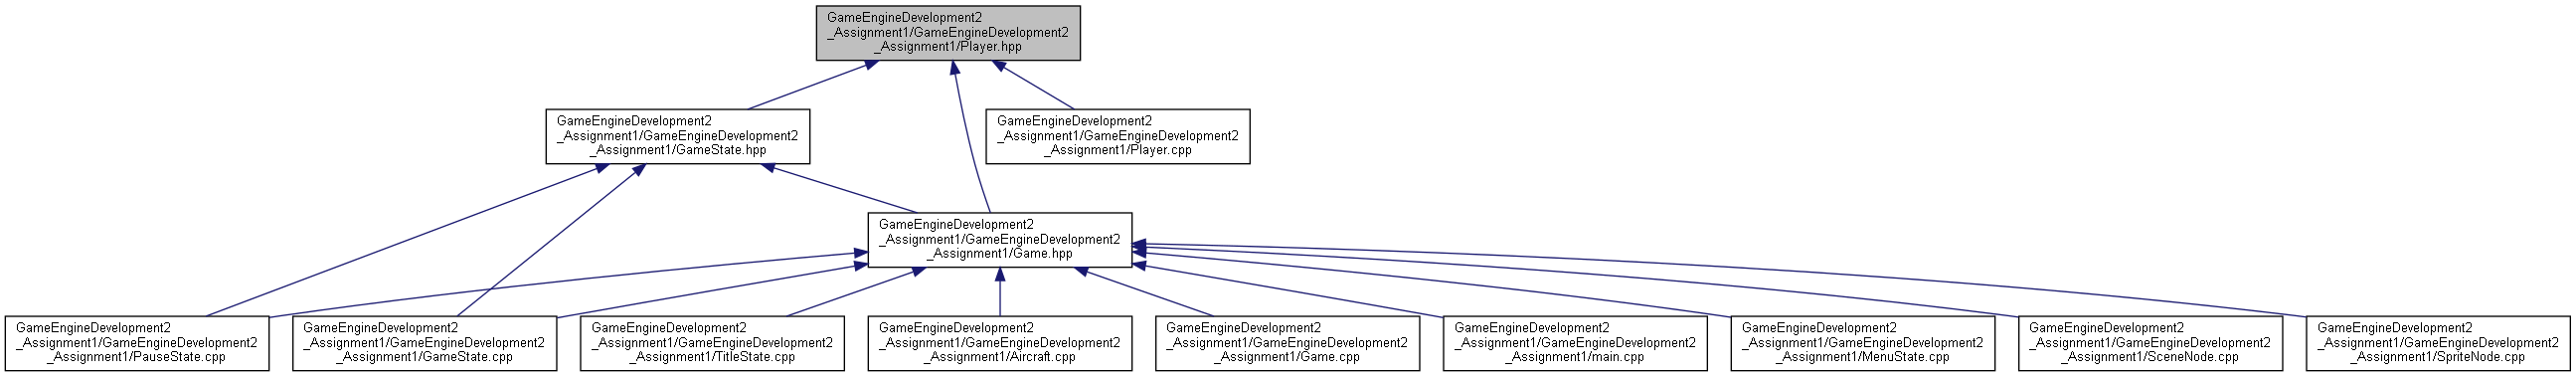 GameEngineDevelopment2
_Assignment1/GameEngineDevelopment2
_Assignment1/Player.hpp
GameEngineDevelopment2
_Assignment1/GameEngineDevelopment2
_Assignment1/GameState.hpp
GameEngineDevelopment2
_Assignment1/GameEngineDevelopment2
_Assignment1/Player.cpp
GameEngineDevelopment2
_Assignment1/GameEngineDevelopment2
_Assignment1/Game.hpp
GameEngineDevelopment2
_Assignment1/GameEngineDevelopment2
_Assignment1/PauseState.cpp
GameEngineDevelopment2
_Assignment1/GameEngineDevelopment2
_Assignment1/GameState.cpp
GameEngineDevelopment2
_Assignment1/GameEngineDevelopment2
_Assignment1/TitleState.cpp
GameEngineDevelopment2
_Assignment1/GameEngineDevelopment2
_Assignment1/Aircraft.cpp
GameEngineDevelopment2
_Assignment1/GameEngineDevelopment2
_Assignment1/Game.cpp
GameEngineDevelopment2
_Assignment1/GameEngineDevelopment2
_Assignment1/main.cpp
GameEngineDevelopment2
_Assignment1/GameEngineDevelopment2
_Assignment1/MenuState.cpp
GameEngineDevelopment2
_Assignment1/GameEngineDevelopment2
_Assignment1/SceneNode.cpp
GameEngineDevelopment2
_Assignment1/GameEngineDevelopment2
_Assignment1/SpriteNode.cpp